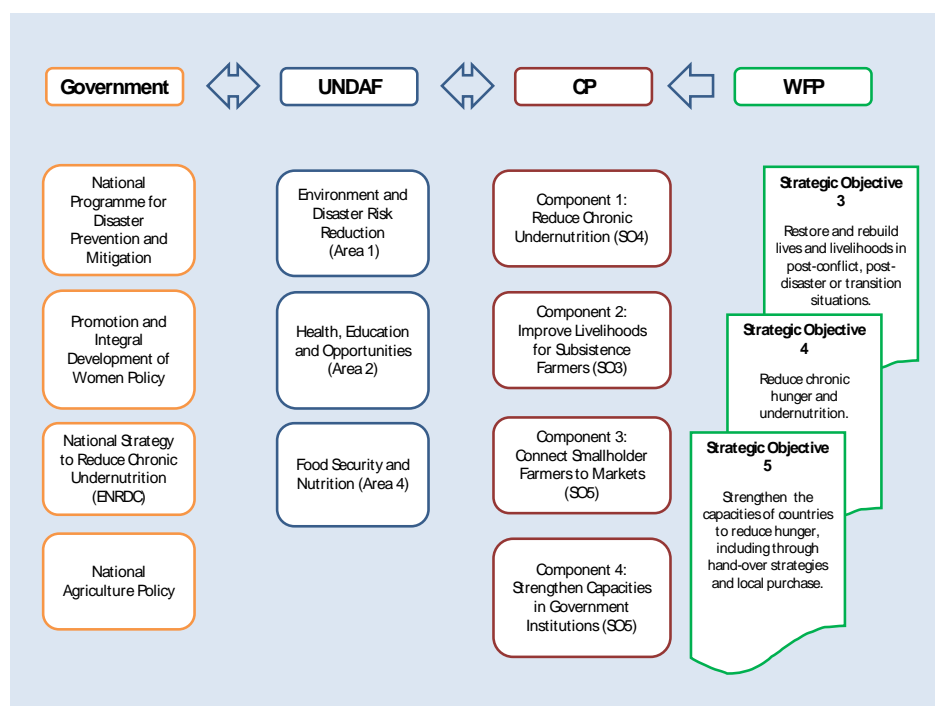 Government
UNDAF
CP
WFP
National
Programme for
Disaster
Prevention and
Mitigation
Promotion and
Integral
Development of
Women Policy
National Strategy
to Reduce Chronic
Undernutrition
(ENRDC)
National
Agriculture Policy
Environment and
Disaster Risk
Reduction
(Area 1)
Health, Education
and Opportunities
(Area 2)
Food Security and
Nutrition (Area 4)
Component 1:
Reduce Chronic
Undernutrition (SO4)
Component 2:
Improve Livelihoods
for Subsistence
Farmers (SO3)
Component 3:
Connect Smallholder
Farmers to Markets
(SO5)
Component 4:
Strengthen Capacities
in Government
Institutions (SO5)
Strategic Objective
3
Restore and rebuild
lives and livelihoods in
post-conflict, post-
disaster or transition
situations.
Strategic Objective
4
Reduce chronic
hunger and
undernutrition.
Strategic Objective
5
Strengthen the
capacities of countries
to reduce hunger,
including through
hand-over strategies
and local purchase.